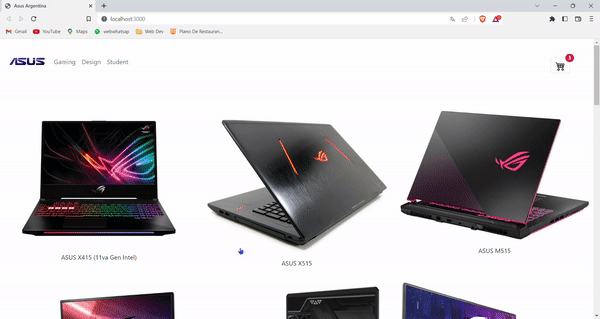 Asus Argentina
localhost:3000
Gmail
YouTube
Maps
webwhatsap
Web Dev
Plano De Restauran...
ASUS Gaming Design Student
3
ASUS X415 (11va Gen Intel)
ASUS X515
ASUS M515